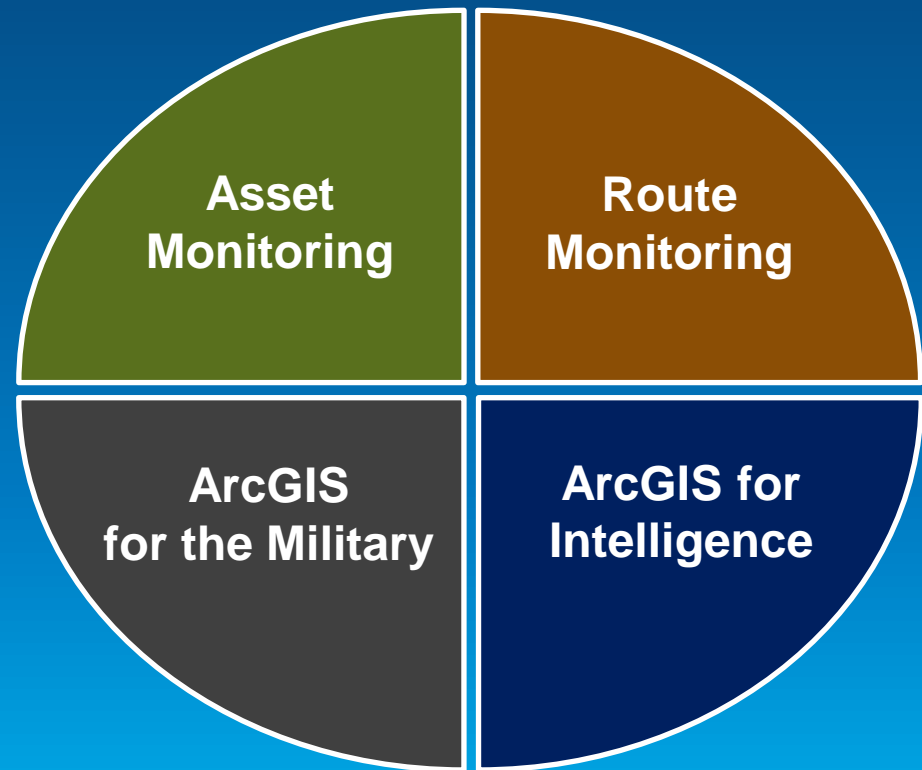 Asset
Monitoring
Route
Monitoring
ArcGIS
for the Military
ArcGIS for
Intelligence